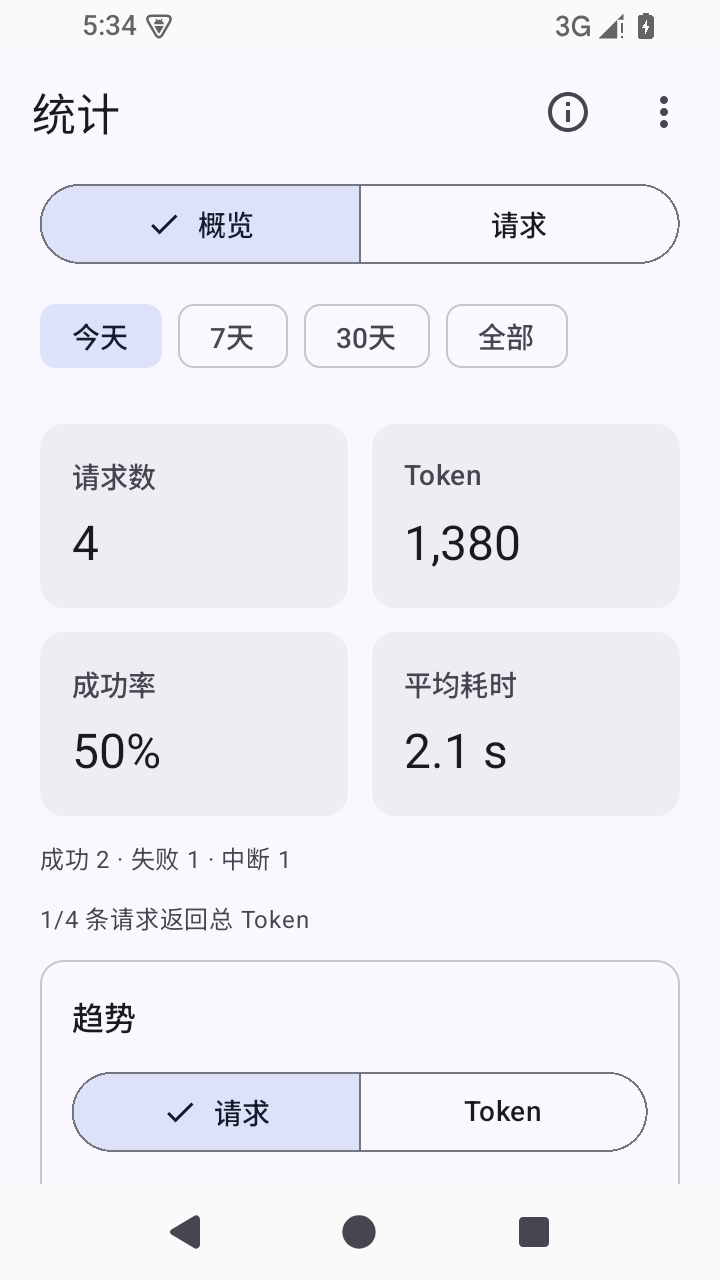 5:34
3G
统计
概览
请求
今天
7天
30天
全部
请求数
Token
4
1,380
成功率
平均耗时
50%
2.1 s
成功 2 · 失败 1 · 中断 1
1/4 条请求返回总 Token
趋势
请求
Token